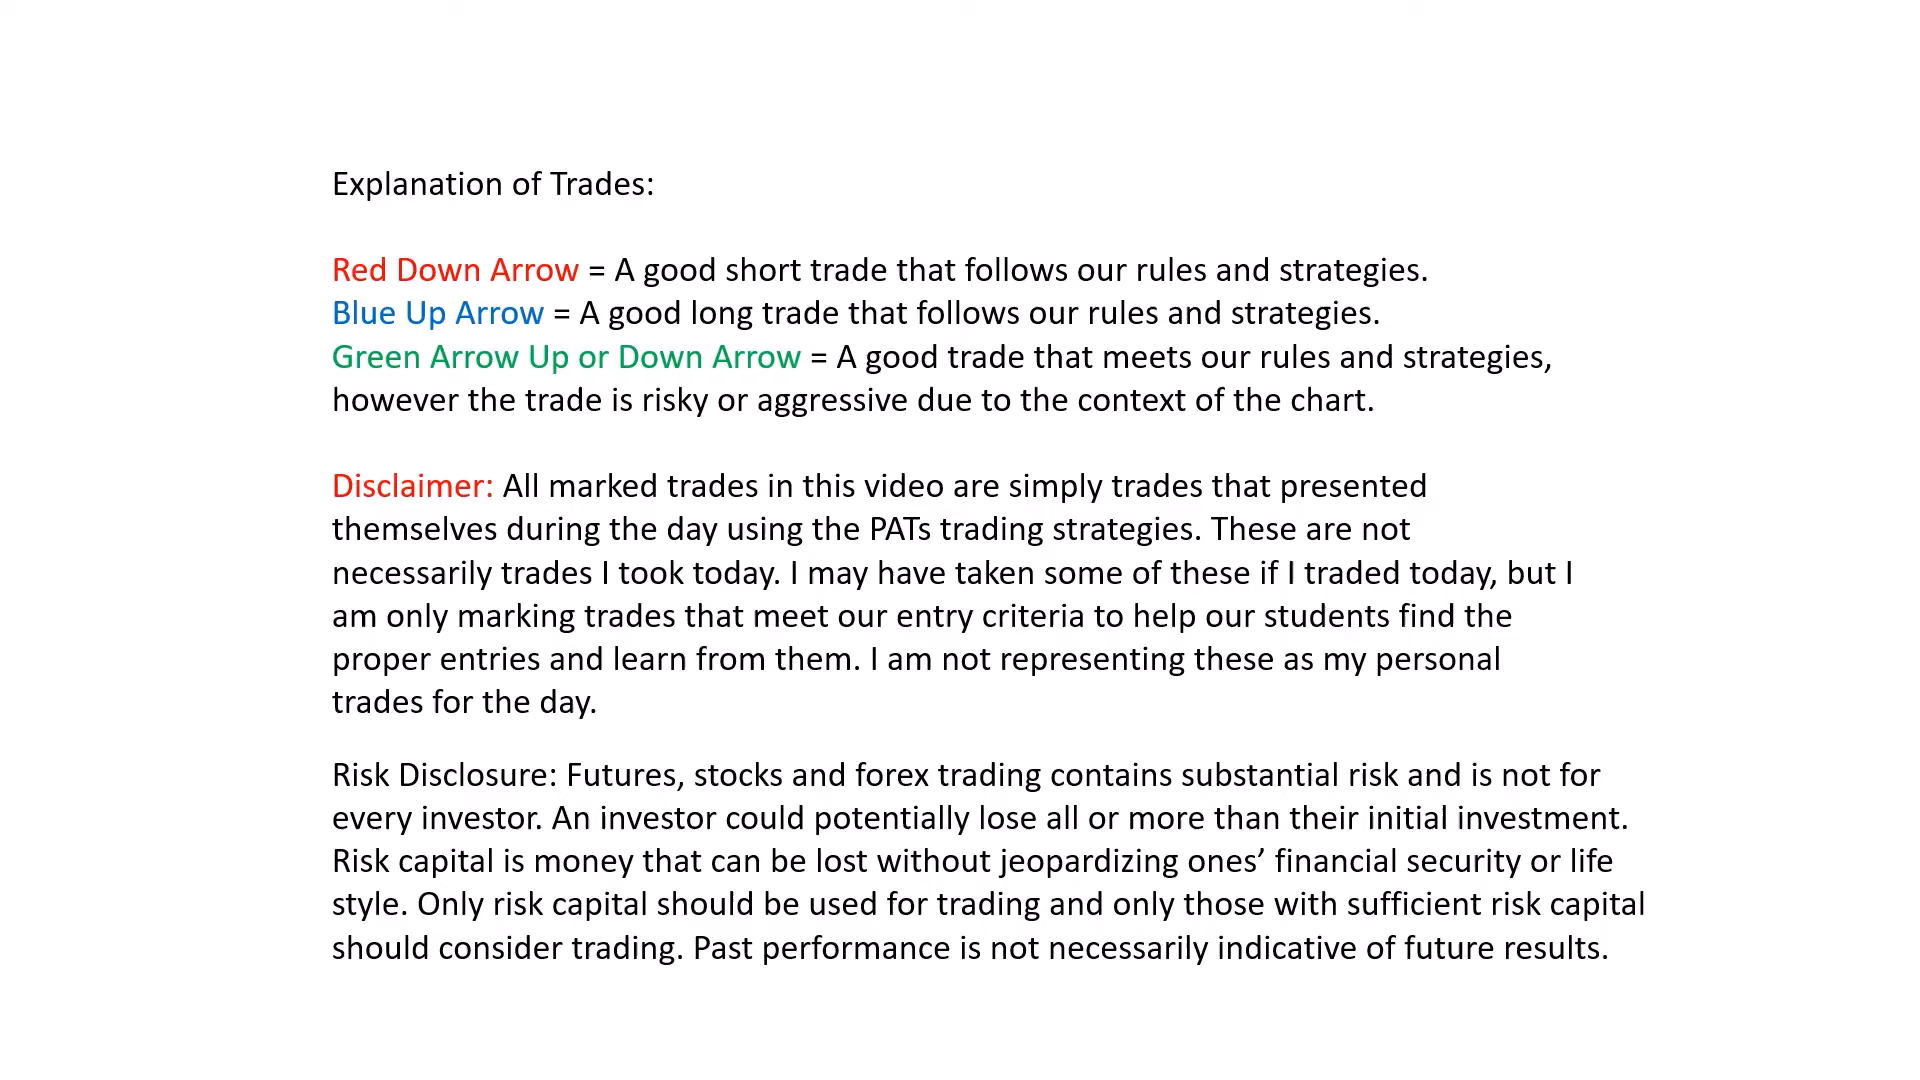 Explanation of Trades:
Red Down Arrow = A good short trade that follows our rules and strategies.
Blue Up Arrow = A good long trade that follows our rules and strategies.
Green Arrow Up or Down Arrow = A good trade that meets our rules and strategies,
however the trade is risky or aggressive due to the context of the chart.
Disclaimer: All marked trades in this video are simply trades that presented
themselves during the day using the PATs trading strategies. These are not
necessarily trades I took today. I may have taken some of these if I traded today, but I
am only marking trades that meet our entry criteria to help our students find the
proper entries and learn from them. I am not representing these as my personal
trades for the day.
Risk Disclosure: Futures, stocks and forex trading contains substantial risk and is not for
every investor. An investor could potentially lose all or more than their initial investment.
Risk capital is money that can be lost without jeopardizing ones’ financial security or life
style. Only risk capital should be used for trading and only those with sufficient risk capital
should consider trading. Past performance is not necessarily indicative of future results.